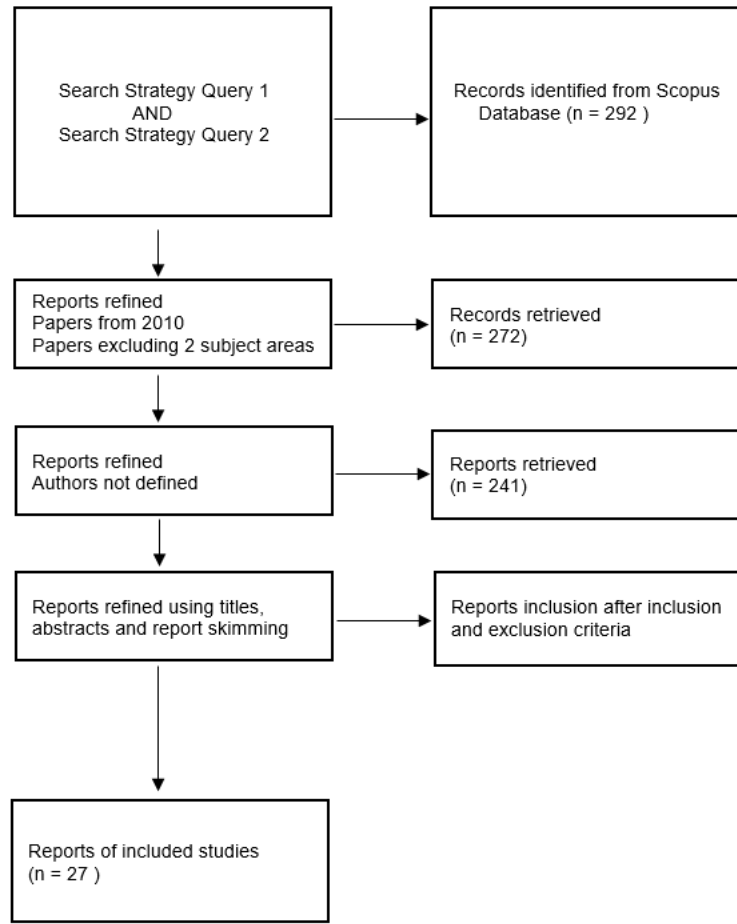 Search Strategy Query 1
AND
Search Strategy Query 2
Records identified from Scopus
Database (n = 292 )
Reports refined
Papers from 2010
Papers excluding 2 subject areas
Records retrieved
(n = 272)
Reports refined
Authors not defined
Reports retrieved
(n = 241)
Reports refined using titles,
abstracts and report skimming
Reports inclusion after inclusion
and exclusion criteria
Reports of included studies
(n = 27 )